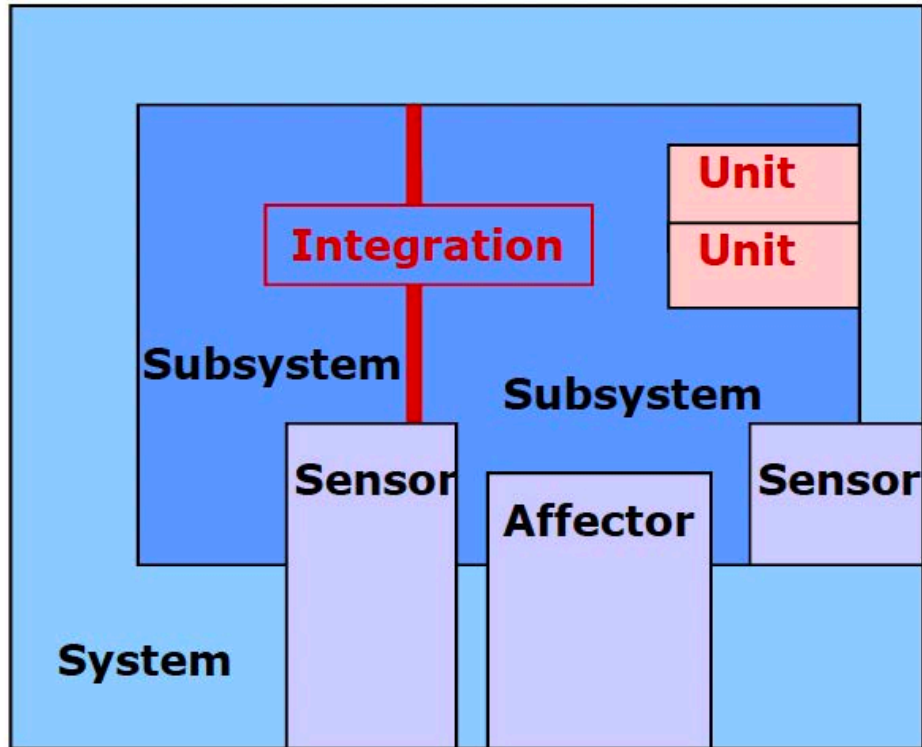 Unit
Unit
Integration
Subsystem
Subsystem
Sensor
Sensor
Affector
System